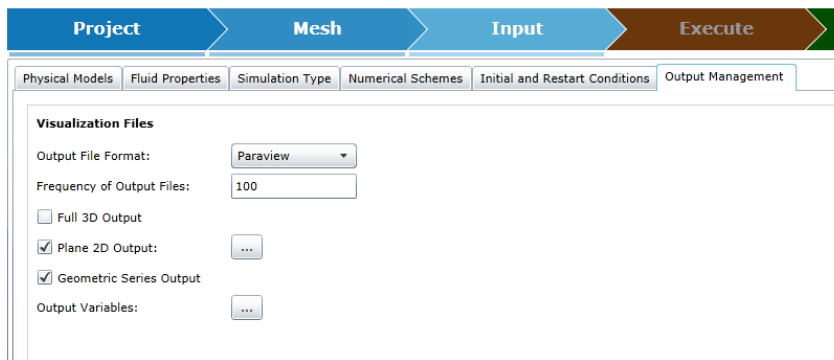 Project Mesh Input Execute
Physical Models Fluid Properties Simulation Type Numerical Schemes Initial and Restart Conditions Output Management
Visualization Files
Output File Format: Paraview
Frequency of Output Files: 100
Full 3D Output
Plane 2D Output: ...
Geometric Series Output
Output Variables: ...